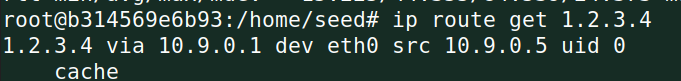 root@b314569e6b93:/home/seed# ip route get 1.2.3.4
1.2.3.4 via 10.9.0.1 dev eth0 src 10.9.0.5 uid 0
cache